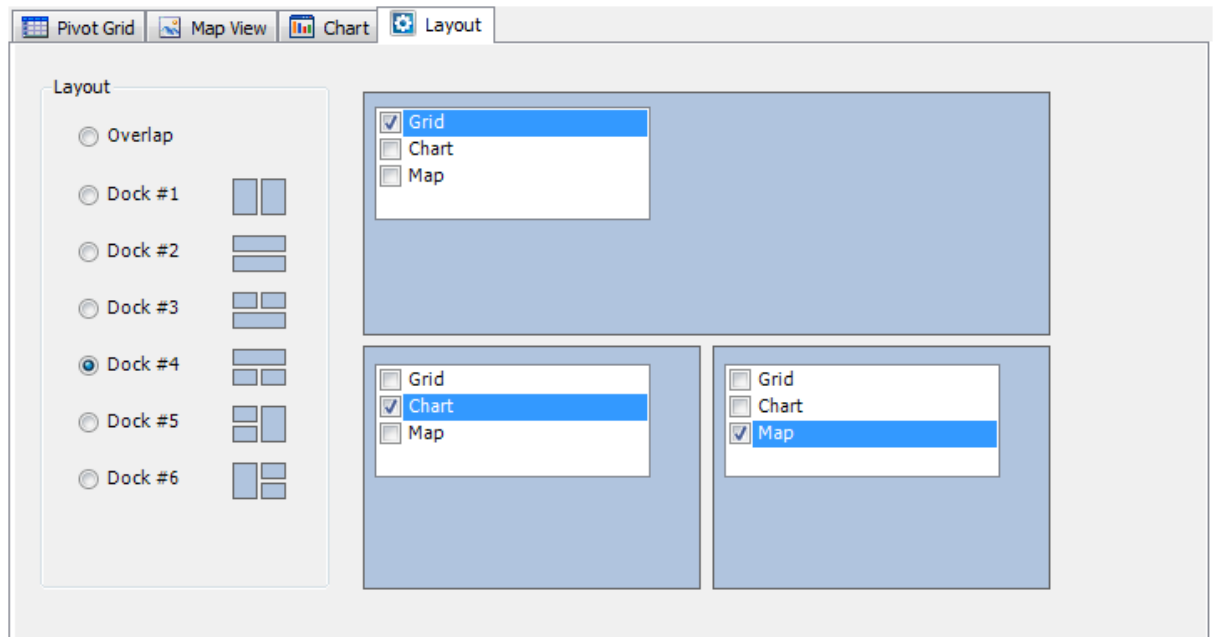 Pivot Grid Map View Chart Layout
Layout
Overlap
Dock #1
Dock #2
Dock #3
Dock #4
Dock #5
Dock #6
Grid
Chart
Map
Grid
Chart
Map
Grid
Chart
Map